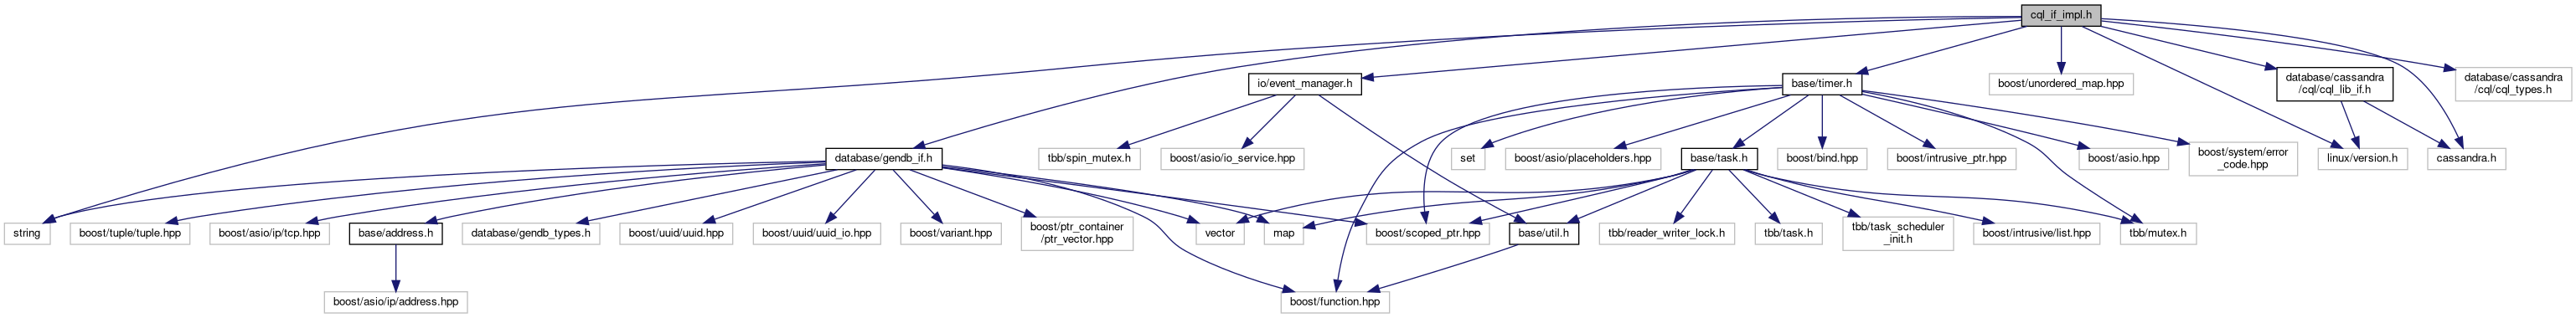 cql_if_impl.h
io/event_manager.h
base/timer.h
boost/unordered_map.hpp
database/cassandra
/cql/cql_lib_if.h
database/cassandra
/cql/cql_types.h
database/gendb_if.h
tbb/spin_mutex.h
boost/asio/io_service.hpp
set
boost/asio/placeholders.hpp
base/task.h
boost/bind.hpp
boost/intrusive_ptr.hpp
boost/asio.hpp
boost/system/error
_code.hpp
linux/version.h
cassandra.h
string
boost/tuple/tuple.hpp
boost/asio/ip/tcp.hpp
base/address.h
database/gendb_types.h
boost/uuid/uuid.hpp
boost/uuid/uuid_io.hpp
boost/variant.hpp
boost/ptr_container
/ptr_vector.hpp
vector
map
boost/scoped_ptr.hpp
base/util.h
tbb/reader_writer_lock.h
tbb/task.h
tbb/task_scheduler
_init.h
boost/intrusive/list.hpp
tbb/mutex.h
boost/asio/ip/address.hpp
boost/function.hpp